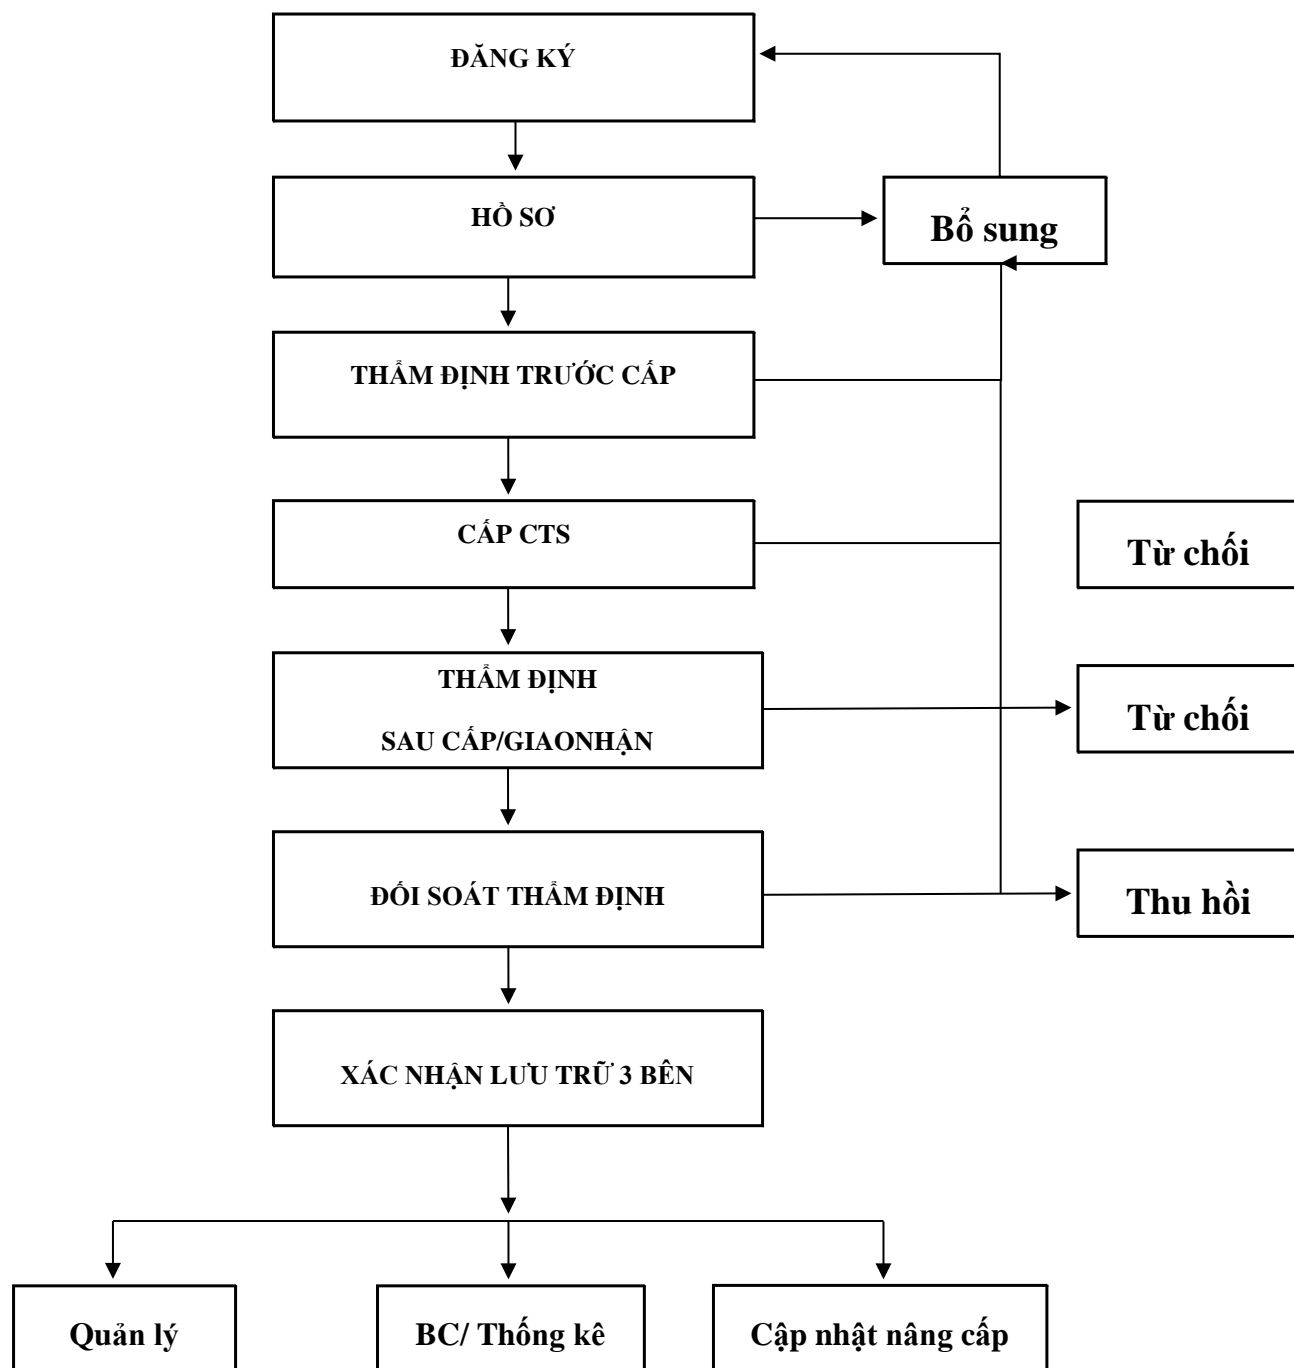 ĐĂNG KÝ
HỒ SƠ
Bổ sung
THẨM ĐỊNH TRƯỚC CẤP
CẤP CTS
Từ chối
THẨM ĐỊNH
SAU CẤP/GIAONHẬN
Từ chối
ĐỐI SOÁT THẨM ĐỊNH
Thu hồi
XÁC NHẬN LƯU TRỮ 3 BÊN
Quản lý
BC/ Thống kê
Cập nhật nâng cấp